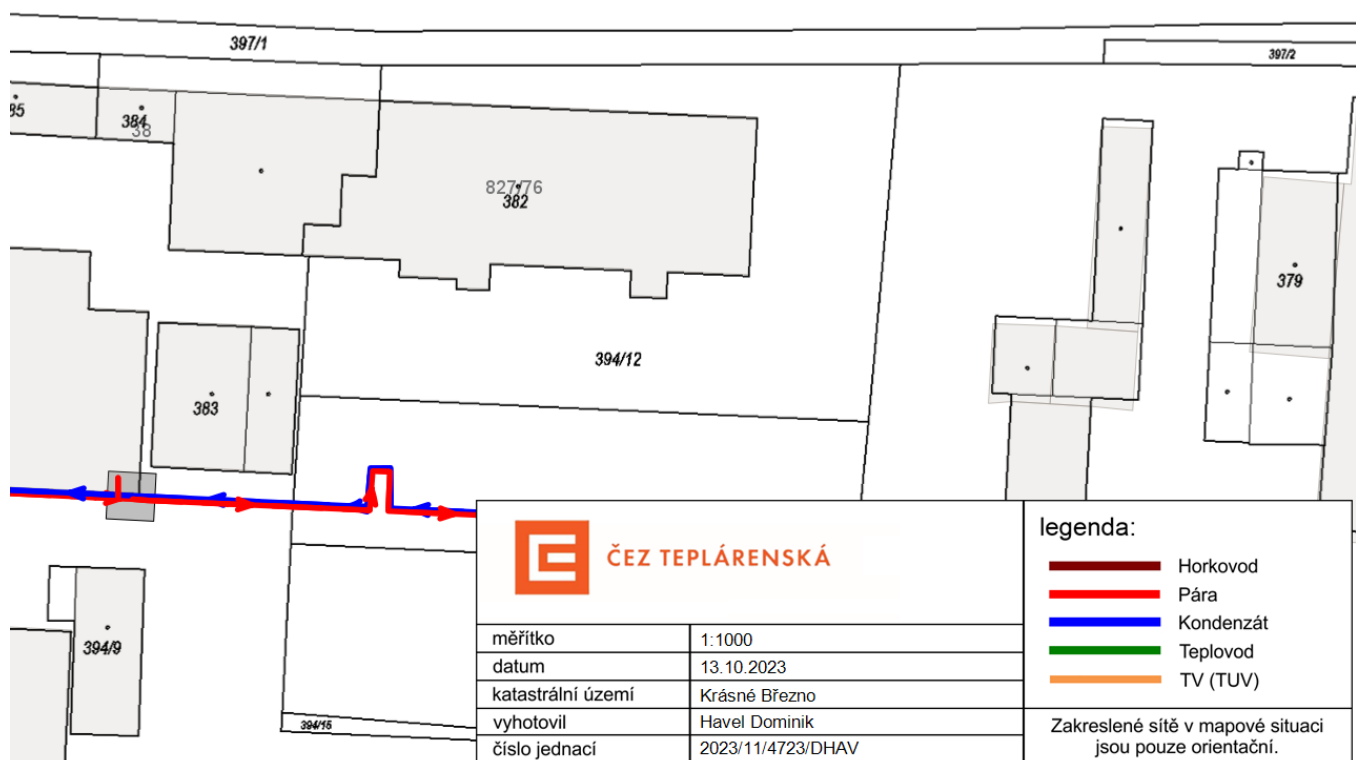 397/1
397/2
85
384
38
827/76
382
379
394/12
383
394/9
394/15
ČEZ TEPLÁRENSKÁ
měřítko 1:1000
datum 13.10.2023
katastrální území Krásné Březno
vyhotovil Havel Dominik
číslo jednací 2023/11/4723/DHAV
legenda:
Horkovod
Pára
Kondenzát
Teplovod
TV (TUV)
Zakreslené sítě v mapové situaci
jsou pouze orientační.